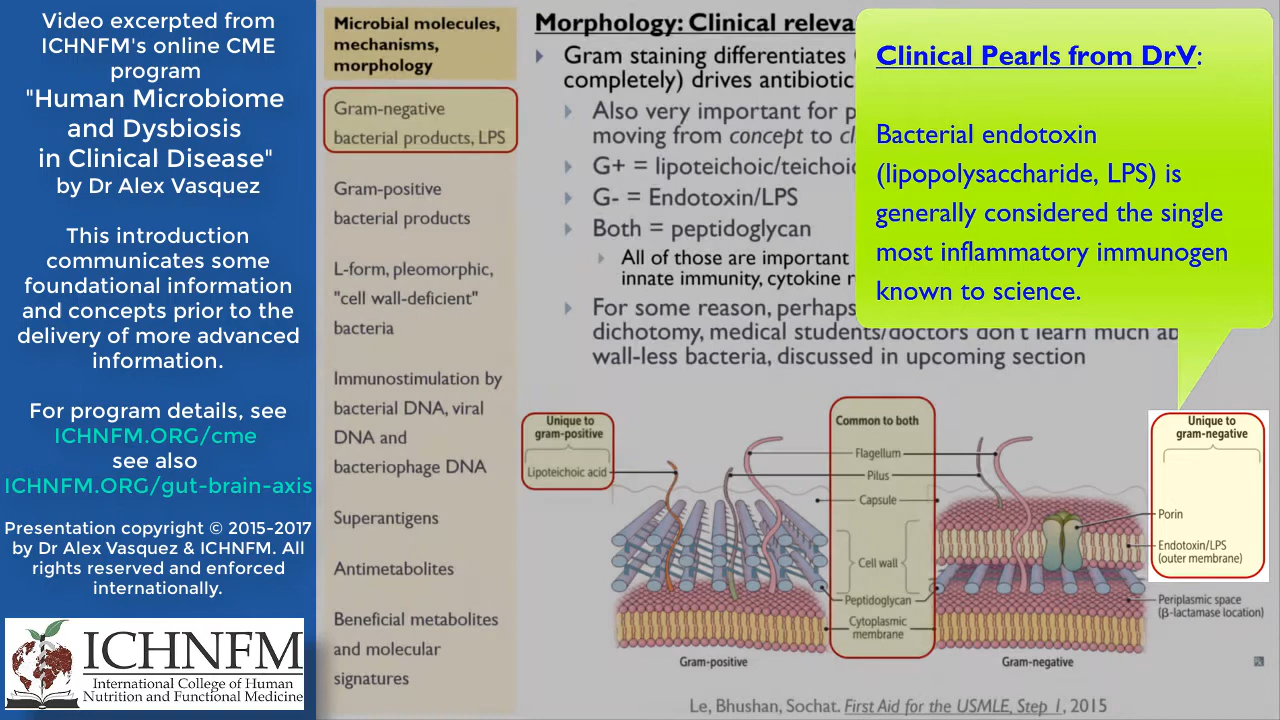 Video excerpted from
ICHNFM's online CME
program
"Human Microbiome
and Dysbiosis
in Clinical Disease"
by Dr Alex Vasquez
This introduction
communicates some
foundational information
and concepts prior to the
delivery of more advanced
information.
For program details, see
ICHNFM.ORG/cme
see also
ICHNFM.ORG/gut-brain-axis
Presentation copyright © 2015-2017
by Dr Alex Vasquez & ICHNFM. All
rights reserved and enforced
internationally.
ICHNFM
International College of Human
Nutrition and Functional Medicine
Microbial molecules,
mechanisms,
morphology
Gram-negative
bacterial products, LPS
Gram-positive
bacterial products
L-form, pleomorphic,
"cell wall-deficient"
bacteria
Immunostimulation by
bacterial DNA, viral
DNA and
bacteriophage DNA
Superantigens
Antimetabolites
Beneficial metabolites
and molecular
signatures
Morphology: Clinical
Gram staining differentiates
completely) drives
Also very important for
moving from concept to
G+ = lipoteichoic/teichoic
G- = Endotoxin/LPS
Both = peptidoglycan
All of those are important
innate immunity, cytokine
For some reason, perhaps
dichotomy, medical students/doctors don't learn much
wall-less bacteria, discussed in upcoming section
Clinical Pearls from DrV:
Bacterial endotoxin
(lipopolysaccharide, LPS) is
generally considered the single
most inflammatory immunogen
known to science.
Unique to
gram-positive
Lipoteichoic acid
Common to both
Flagellum
Pilus
Capsule
Cell wall
Peptidoglycan
Cytoplasmic
membrane
Unique to
gram-negative
Porin
Endotoxin/LPS
(outer membrane)
Periplasmic space
(β-lactamase location)
Gram-positive
Gram-negative
Le, Bhushan, Sochat. First Aid for the USMLE, Step 1, 2015